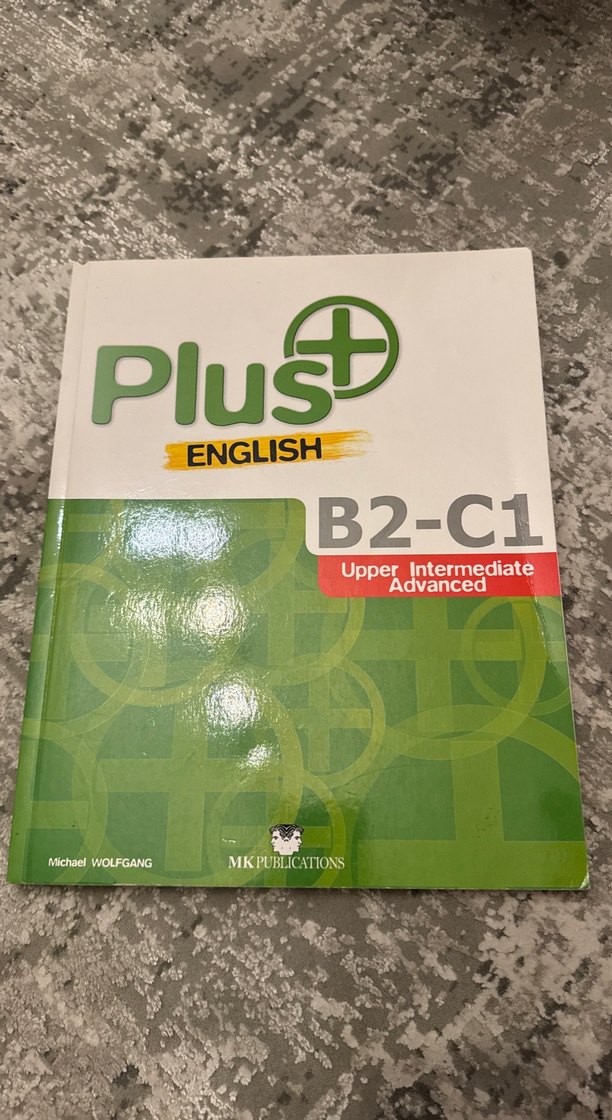 Plus+
ENGLISH
B2-C1
Upper Intermediate
Advanced
Michael WOLFGANG
MK PUBLICATIONS